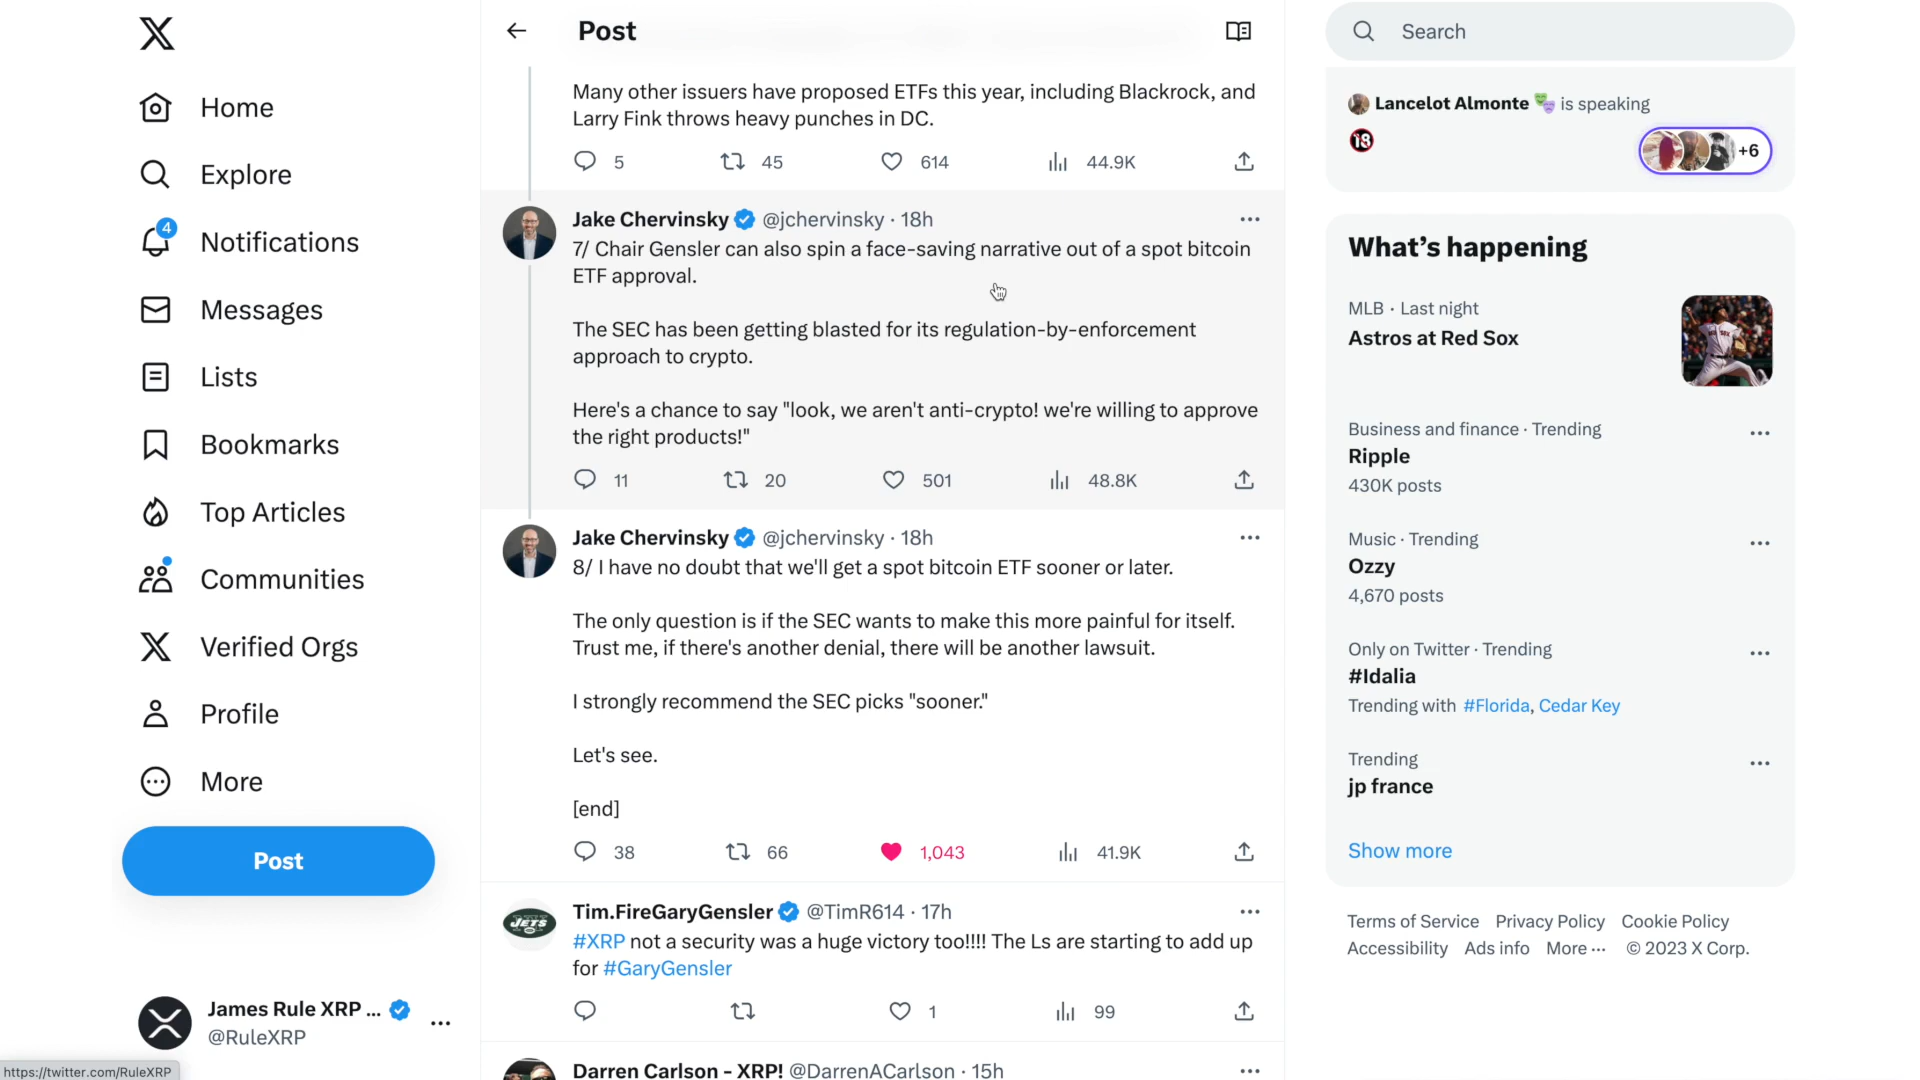 Home
Explore
4
Notifications
Messages
Lists
Bookmarks
Top Articles
Communities
Verified Orgs
Profile
More
Post
James Rule XRP ...
@RuleXRP
https://twitter.com/RuleXRP
Post
Many other issuers have proposed ETFs this year, including Blackrock, and
Larry Fink throws heavy punches in DC.
5 45 614 44.9K
Jake Chervinsky @jchervinsky · 18h
7/ Chair Gensler can also spin a face-saving narrative out of a spot bitcoin
ETF approval.
The SEC has been getting blasted for its regulation-by-enforcement
approach to crypto.
Here's a chance to say "look, we aren't anti-crypto! we're willing to approve
the right products!"
11 20 501 48.8K
Jake Chervinsky @jchervinsky · 18h
8/ I have no doubt that we'll get a spot bitcoin ETF sooner or later.
The only question is if the SEC wants to make this more painful for itself.
Trust me, if there's another denial, there will be another lawsuit.
I strongly recommend the SEC picks "sooner."
Let's see.
[end]
38 66 1,043 41.9K
JETS
Tim.FireGaryGensler @TimR614 · 17h
#XRP not a security was a huge victory too!!!! The Ls are starting to add up
for #GaryGensler
1 99
Darren Carlson - XRP! @DarrenACarlson · 15h
Search
Lancelot Almonte is speaking
18
+6
What's happening
MLB · Last night
Astros at Red Sox
Business and finance · Trending
Ripple
430K posts
Music · Trending
Ozzy
4,670 posts
Only on Twitter · Trending
#Idalia
Trending with #Florida, Cedar Key
Trending
jp france
Show more
Terms of Service Privacy Policy Cookie Policy
Accessibility Ads info More ··· © 2023 X Corp.